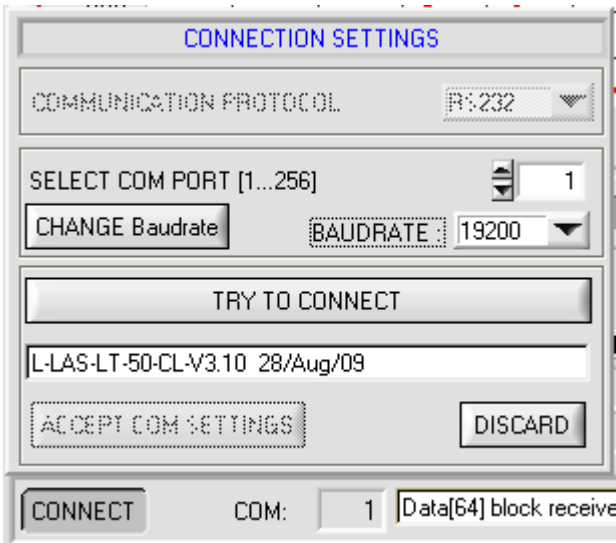 CONNECTION SETTINGS
COMMUNICATION PROTOCOL RS232
SELECT COM PORT [1...256] 1
CHANGE Baudrate BAUDRATE : 19200
TRY TO CONNECT
L-LAS-LT-50-CL-V3.10 28/Aug/09
ACCEPT COM SETTINGS DISCARD
CONNECT COM: 1 Data[64] block receive